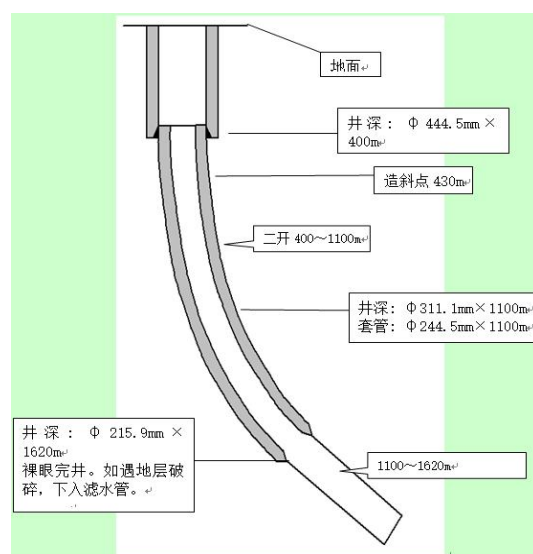 地面
井深: Φ 444.5mm×
400m
造斜点 430m
二开 400～1100m
井深: Φ311.1mm×1100m
套管: Φ244.5mm×1100m
井深: Φ 215.9mm ×
1620m
裸眼完井。如遇地层破
碎，下入滤水管。
1100～1620m